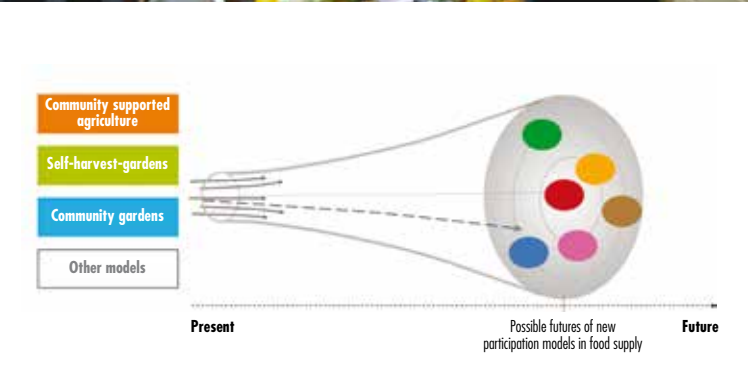 Community supported
agriculture
Self-harvest-gardens
Community gardens
Other models
Present
Possible futures of new
participation models in food supply
Future